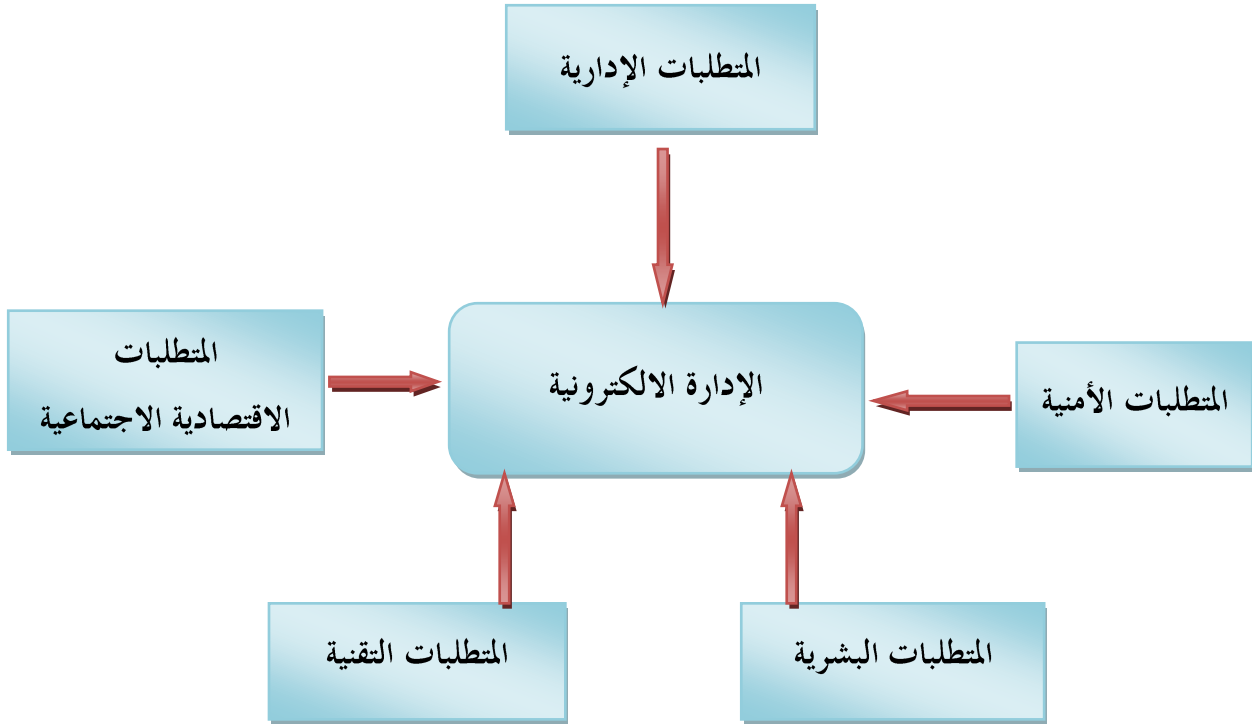 المتطلبات الإدارية
المتطلبات
الاقتصادية الاجتماعية
الإدارة الالكترونية
المتطلبات الأمنية
المتطلبات التقنية
المتطلبات البشرية